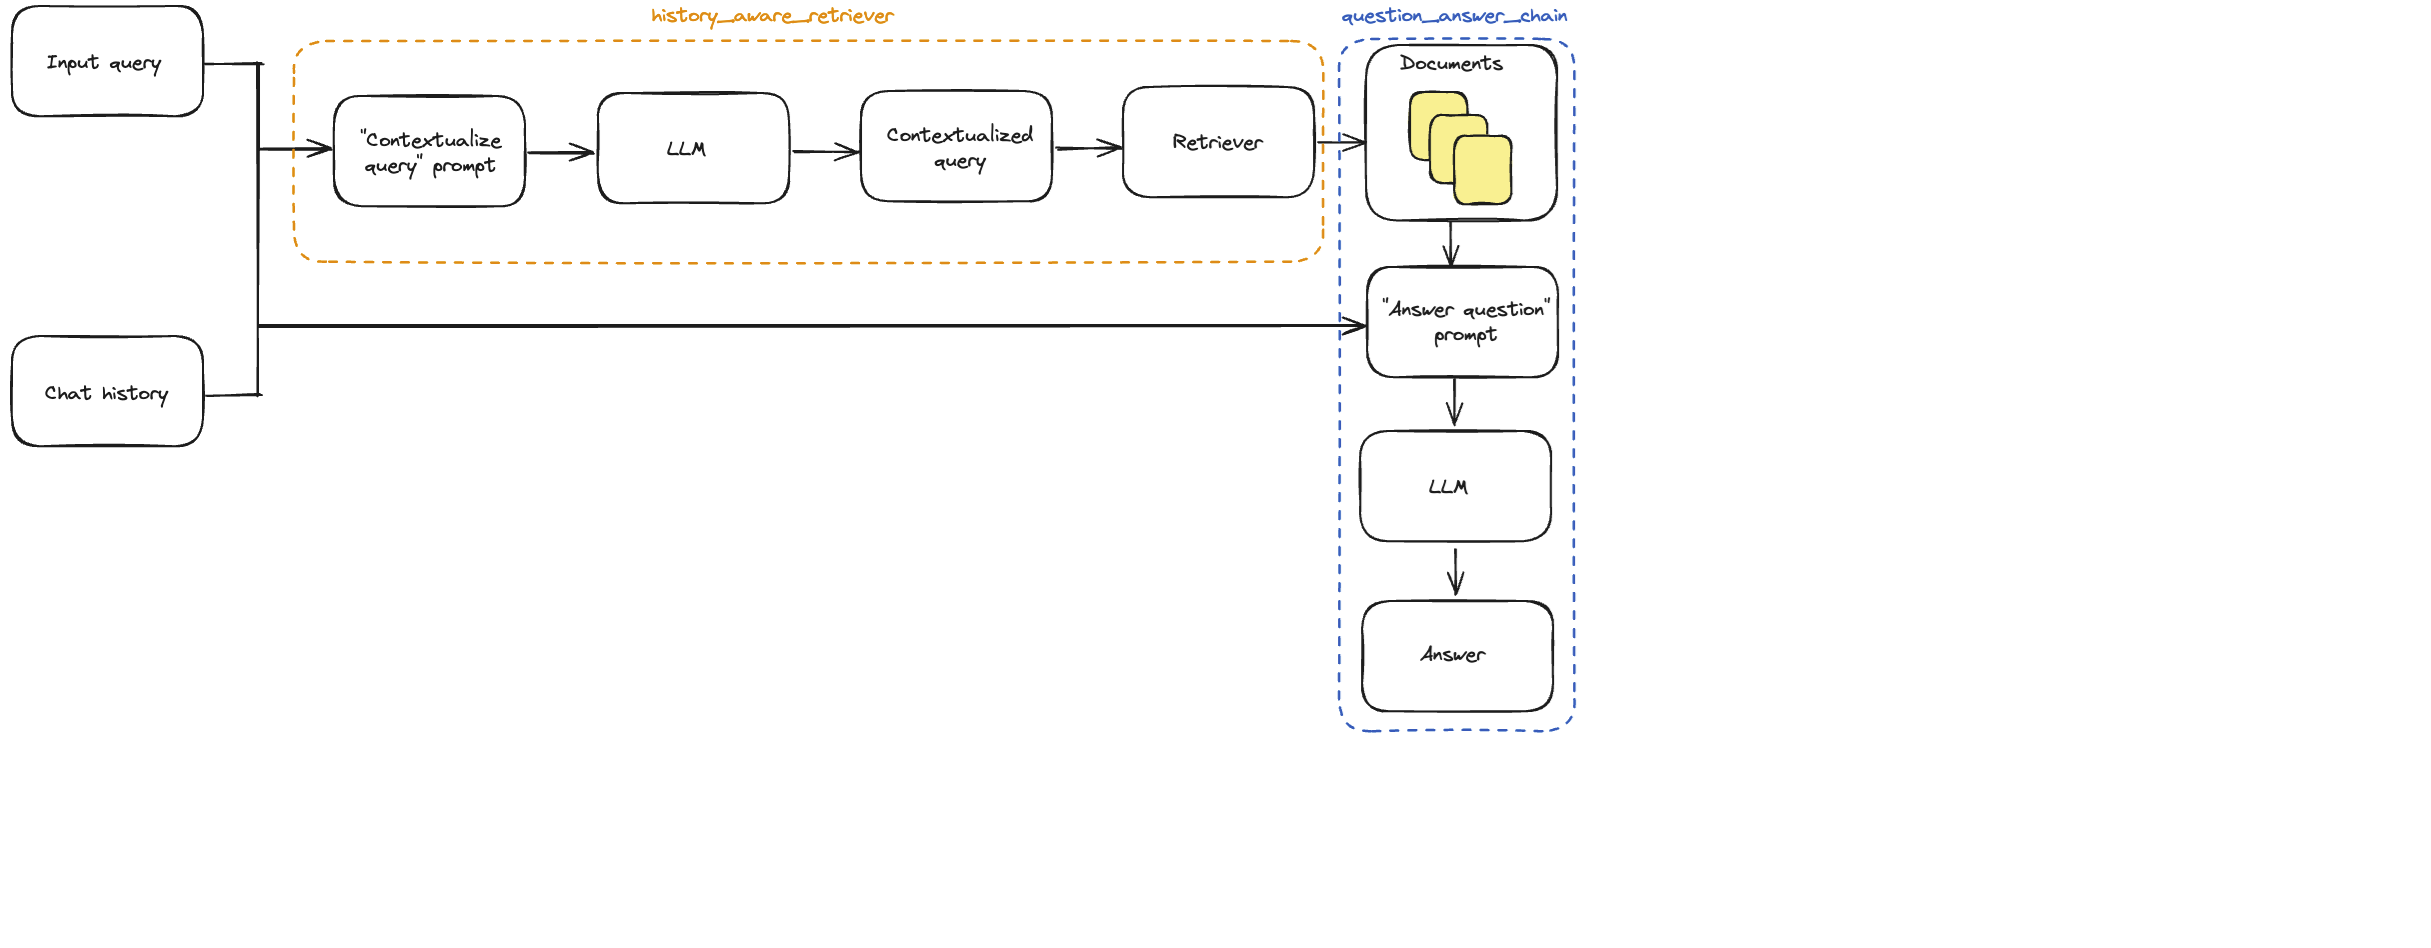 history_aware_retriever
question_answer_chain
Input query
Documents
"Contextualize
query" prompt
LLM
Contextualized
query
Retriever
"Answer question"
prompt
Chat history
LLM
Answer